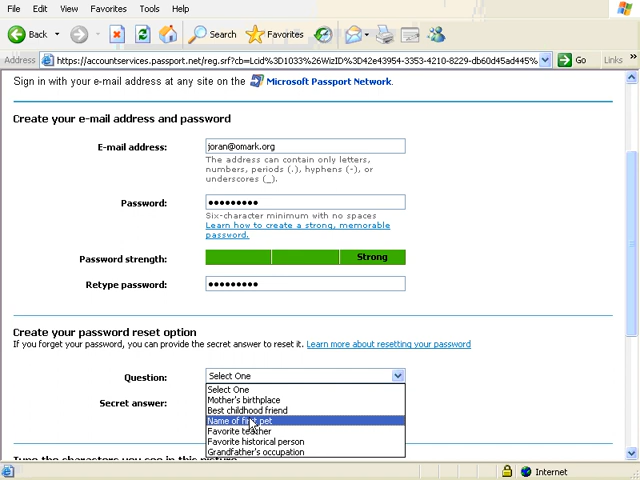 File Edit View Favorites Tools Help
Back Search Favorites
Address https://accountservices.passport.net/reg.srf?cb=Lcid%3D1033%26WizID%3D42e43954-3353-4210-8229-db60d45ad445% Go Links
Sign in with your e-mail address at any site on the Microsoft Passport Network.
Create your e-mail address and password
E-mail address: joran@omark.org
The address can contain only letters,
numbers, periods (.), hyphens (-), or
underscores (_).
Password: •••••••••
Six-character minimum with no spaces
Learn how to create a strong, memorable
password.
Password strength: Strong
Retype password: •••••••••
Create your password reset option
If you forget your password, you can provide the secret answer to reset it. Learn more about resetting your password
Question: Select One
Select One
Mother's birthplace
Secret answer:
Best childhood friend
Name of first pet
Favorite teacher
Favorite historical person
Grandfather's occupation
Type the characters you see in this picture
Internet